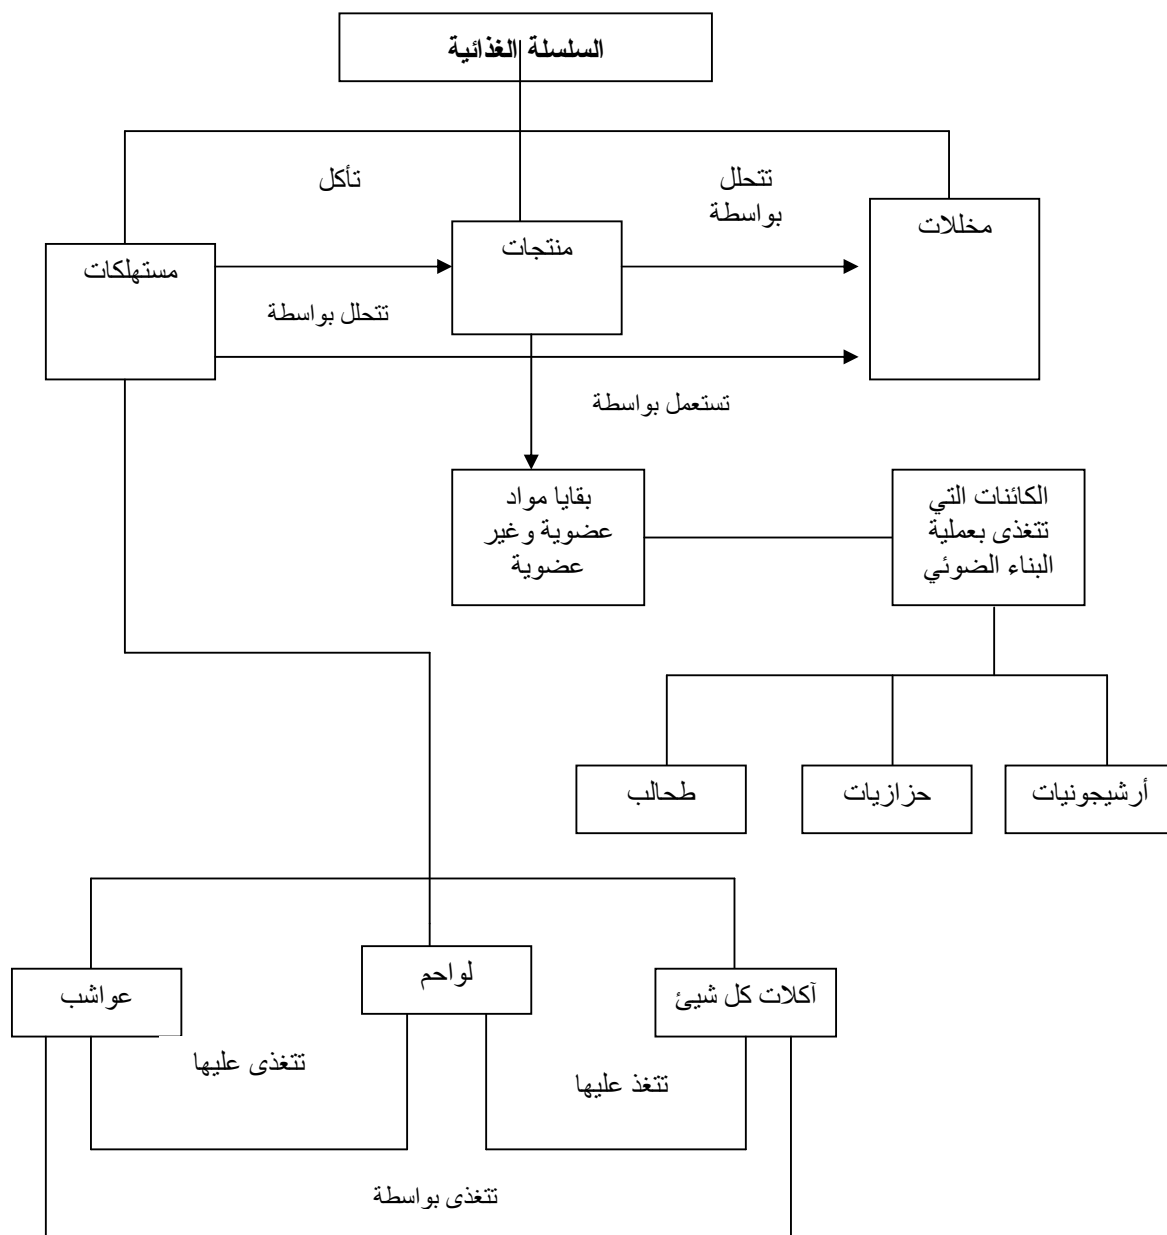 السلسلة الغذائية
تأكل
تتحلل
بواسطة
مخللات
منتجات
مستهلكات
تتحلل بواسطة
تستعمل بواسطة
الكائنات التي
تتغذى بعملية
البناء الضوئي
بقايا مواد
عضوية وغير
عضوية
أرشيجونيات
حزازيات
طحالب
آكلات كل شيئ
لواحم
عواشب
تتغذى عليها
تتغذ عليها
تتغذى بواسطة